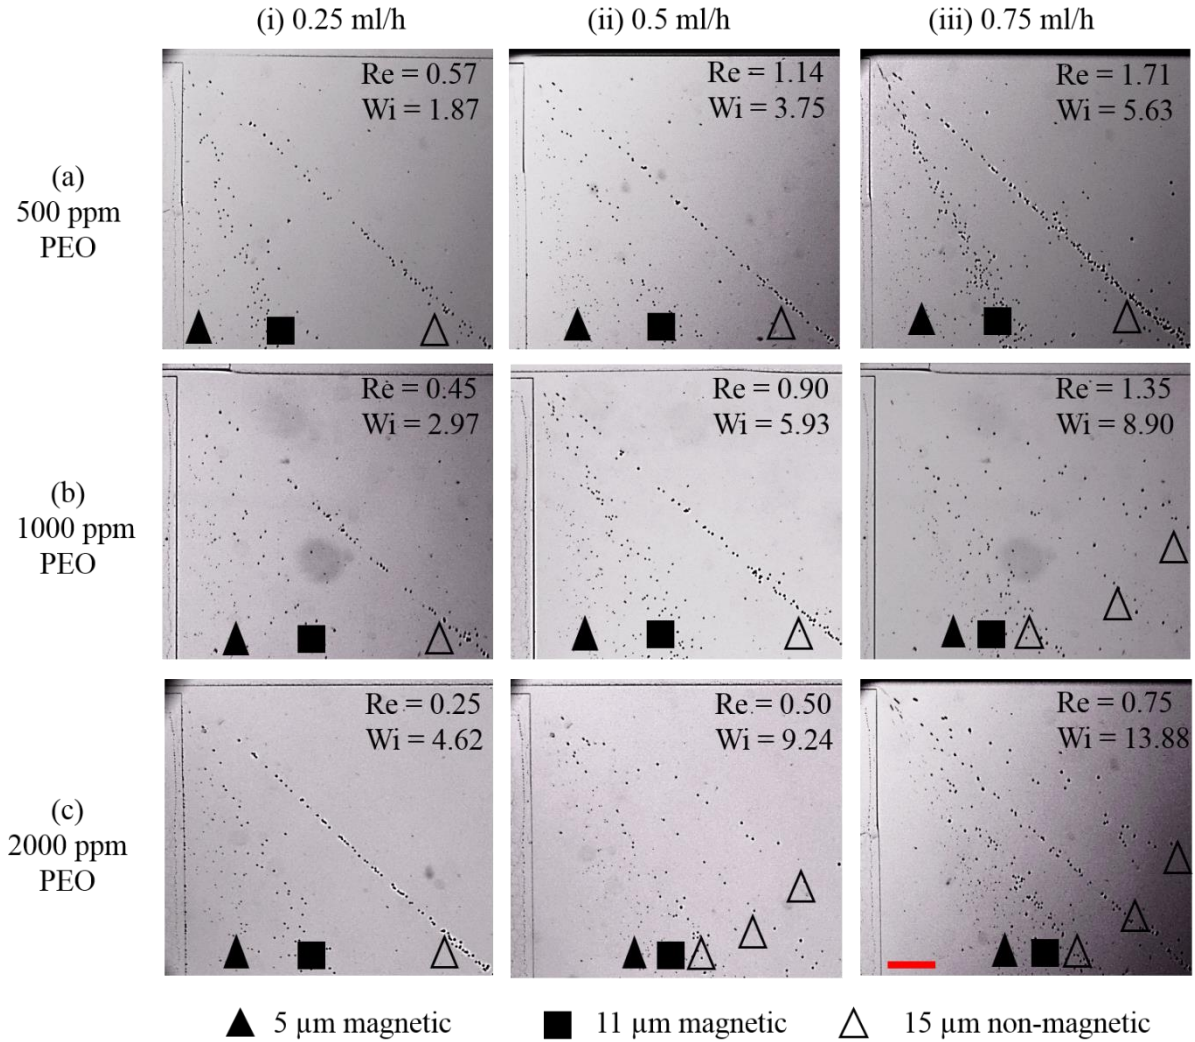 (i) 0.25 ml/h
(ii) 0.5 ml/h
(iii) 0.75 ml/h
(a)
500 ppm
PEO
Re = 0.57
Wi = 1.87
Re = 1.14
Wi = 3.75
Re = 1.71
Wi = 5.63
(b)
1000 ppm
PEO
Re = 0.45
Wi = 2.97
Re = 0.90
Wi = 5.93
Re = 1.35
Wi = 8.90
(c)
2000 ppm
PEO
Re = 0.25
Wi = 4.62
Re = 0.50
Wi = 9.24
Re = 0.75
Wi = 13.88
5 µm magnetic
11 µm magnetic
15 µm non-magnetic